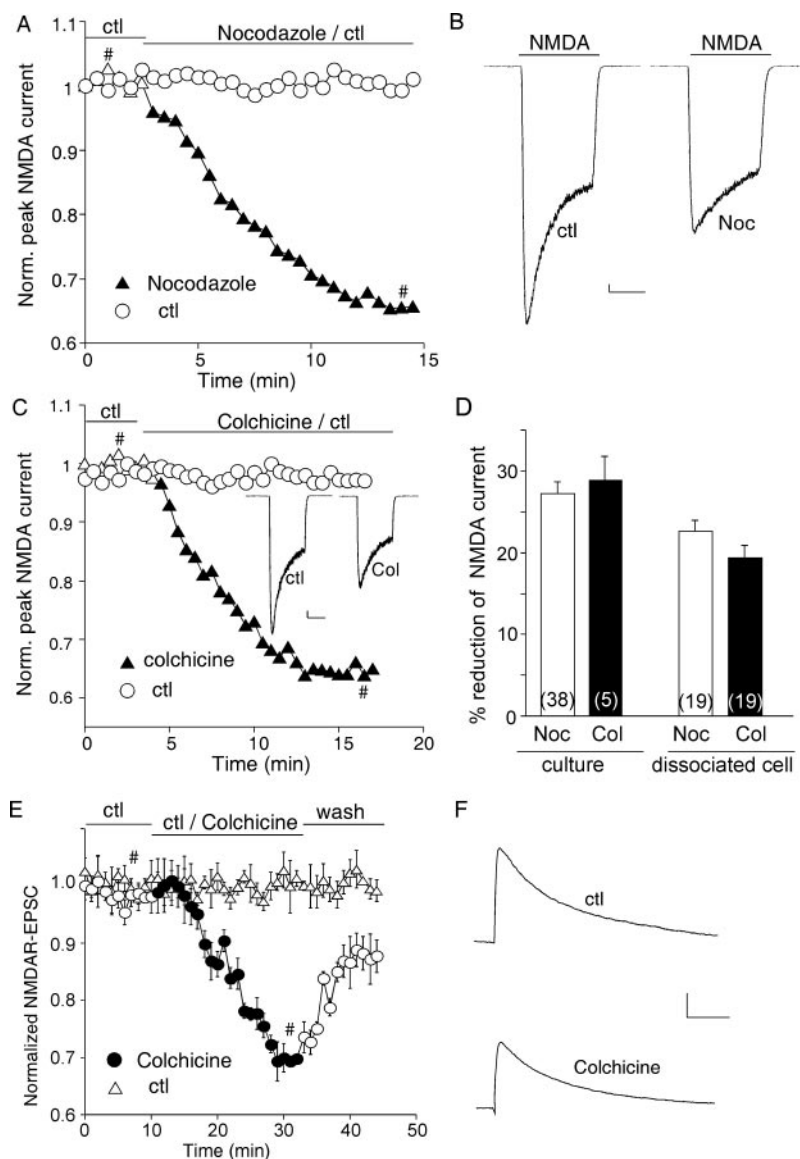 A
ctl
Nocodazole / ctl
#
Norm. peak NMDA current
1.1
1
0.9
0.8
0.7
0.6
#
Nocodazole
ctl
0
5
10
15
Time (min)
B
NMDA
NMDA
ctl
Noc
C
ctl
Colchicine / ctl
#
Norm. peak NMDA current
1.1
1
0.9
0.8
0.7
0.6
ctl
Col
colchicine
ctl
#
0
5
10
15
20
Time (min)
D
% reduction of NMDA current
30
20
10
0
(38)
(5)
(19)
(19)
Noc
Col
Noc
Col
culture
dissociated cell
E
ctl
ctl / Colchicine
wash
#
Normalized NMDAR-EPSC
1.0
0.9
0.8
0.7
0.6
#
Colchicine
ctl
0
10
20
30
40
50
Time (min)
F
ctl
Colchicine